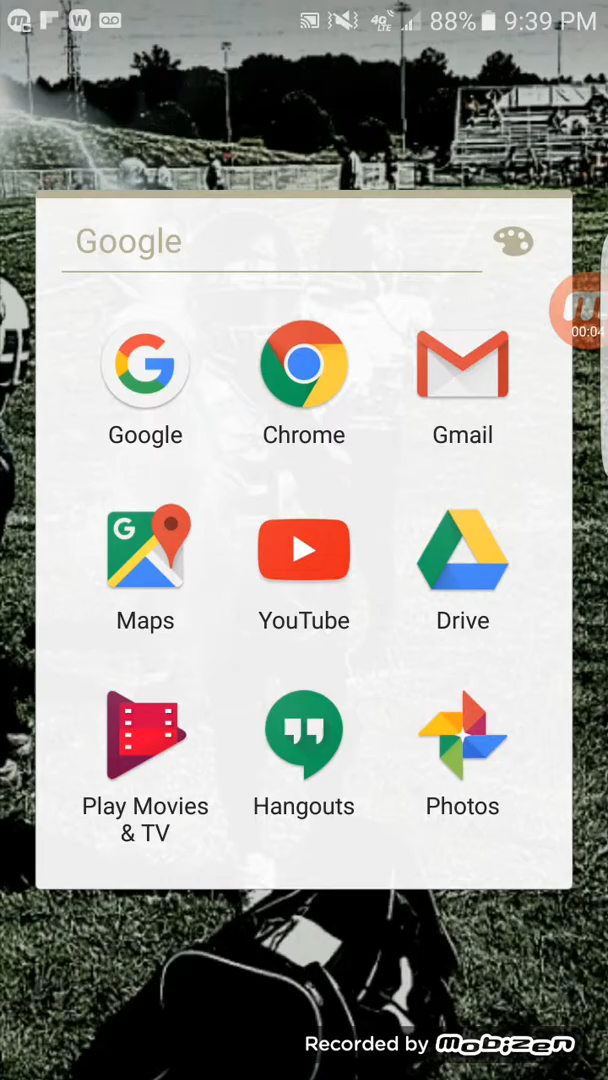 88% 9:39 PM
Google
00:04
Google Chrome Gmail
Maps YouTube Drive
Play Movies & TV Hangouts Photos
Recorded by mobizen